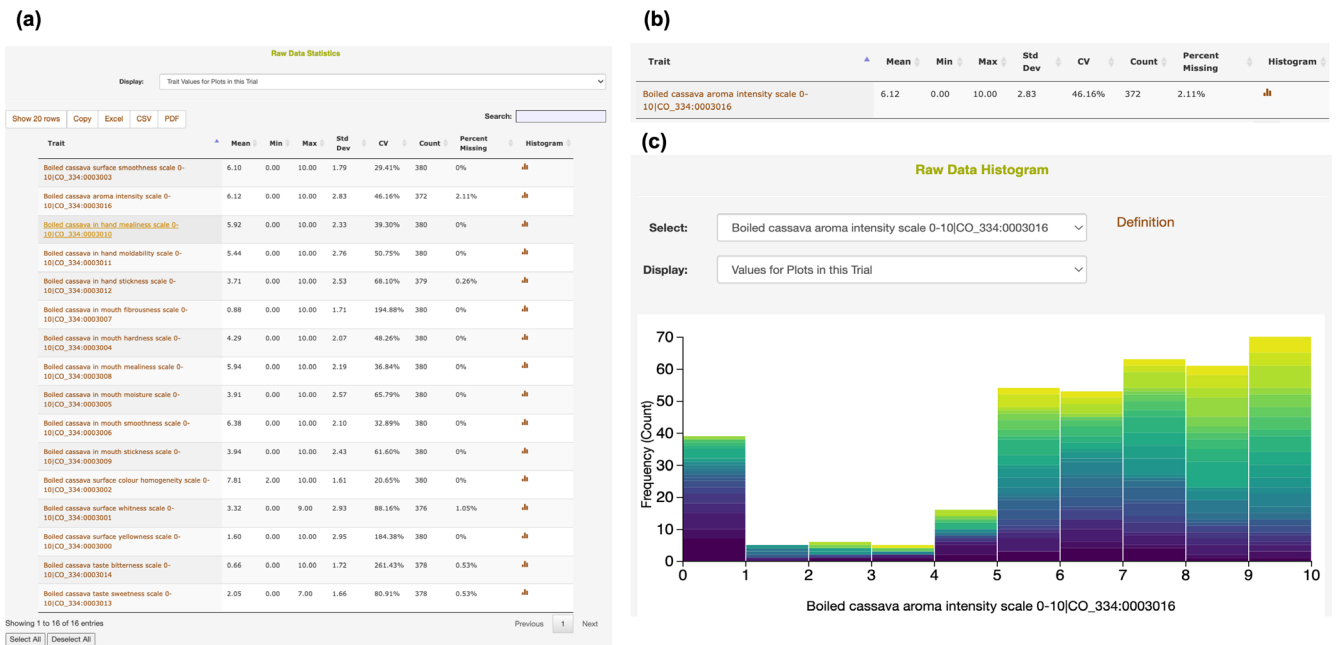 (a)
Raw Data Statistics
Display: Trait Values for Plots in this Trial
Show 20 rows Copy Excel CSV PDF
Search:
Trait Mean Min Max Std Dev CV Count Percent Missing Histogram
Boiled cassava surface smoothness scale 0-
10|CO_334:0003003 6.10 0.00 10.00 1.79 29.41% 380 0%
Boiled cassava aroma intensity scale 0-
10|CO_334:0003016 6.12 0.00 10.00 2.83 46.16% 372 2.11%
Boiled cassava in hand mealiness scale 0-
10|CO_334:0003010 5.92 0.00 10.00 2.33 39.30% 380 0%
Boiled cassava in hand moldability scale 0-
10|CO_334:0003011 5.44 0.00 10.00 2.76 50.75% 380 0%
Boiled cassava in hand stickness scale 0-
10|CO_334:0003012 3.71 0.00 10.00 2.53 68.10% 379 0.26%
Boiled cassava in mouth fibrousness scale 0-
10|CO_334:0003007 0.88 0.00 10.00 1.71 194.88% 380 0%
Boiled cassava in mouth hardness scale 0-
10|CO_334:0003004 4.29 0.00 10.00 2.07 48.26% 380 0%
Boiled cassava in mouth mealiness scale 0-
10|CO_334:0003008 5.94 0.00 10.00 2.19 36.84% 380 0%
Boiled cassava in mouth moisture scale 0-
10|CO_334:0003005 3.91 0.00 10.00 2.57 65.79% 380 0%
Boiled cassava in mouth smoothness scale 0-
10|CO_334:0003006 6.38 0.00 10.00 2.10 32.89% 380 0%
Boiled cassava in mouth stickness scale 0-
10|CO_334:0003009 3.94 0.00 10.00 2.43 61.60% 380 0%
Boiled cassava surface colour homogeneity scale 0-
10|CO_334:0003002 7.81 2.00 10.00 1.61 20.65% 380 0%
Boiled cassava surface whitness scale 0-
10|CO_334:0003001 3.32 0.00 9.00 2.93 88.16% 376 1.05%
Boiled cassava surface yellowness scale 0-
10|CO_334:0003000 1.60 0.00 10.00 2.95 184.38% 380 0%
Boiled cassava taste bitterness scale 0-
10|CO_334:0003014 0.66 0.00 10.00 1.72 261.43% 378 0.53%
Boiled cassava taste sweetness scale 0-
10|CO_334:0003013 2.05 0.00 7.00 1.66 80.91% 378 0.53%
Showing 1 to 16 of 16 entries
Previous 1 Next
Select All Deselect All
(b)
Trait Mean Min Max Std Dev CV Count Percent Missing Histogram
Boiled cassava aroma intensity scale 0-
10|CO_334:0003016 6.12 0.00 10.00 2.83 46.16% 372 2.11%
(c)
Raw Data Histogram
Select: Boiled cassava aroma intensity scale 0-10|CO_334:0003016 Definition
Display: Values for Plots in this Trial
Frequency (Count)
70
60
50
40
30
20
10
0
0 1 2 3 4 5 6 7 8 9 10
Boiled cassava aroma intensity scale 0-10|CO_334:0003016